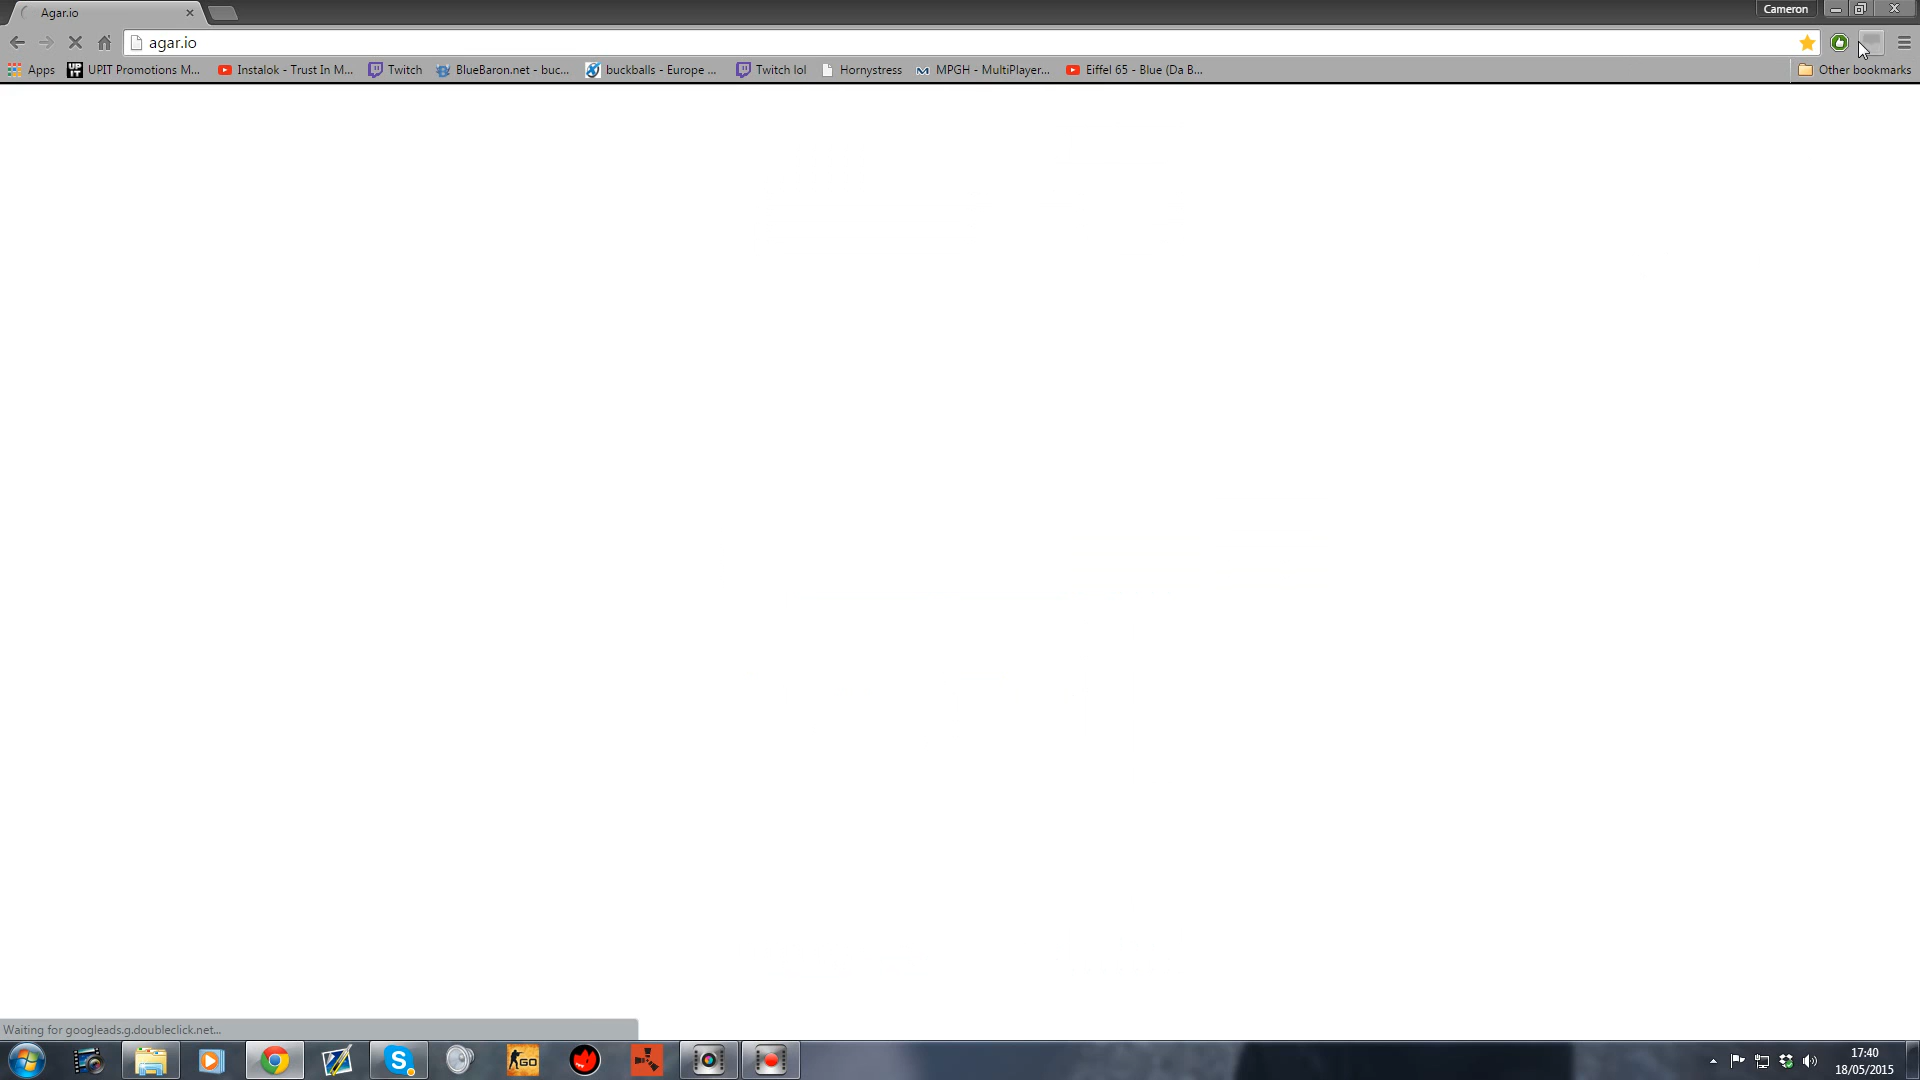 Agar.io
Cameron
agar.io
Apps UPIT Promotions M... Instalok - Trust In M... Twitch BlueBaron.net - buc... buckballs - Europe ... Twitch lol Hornystress MPGH - MultiPlayer... Eiffel 65 - Blue (Da B... Other bookmarks
Waiting for googleads.g.doubleclick.net...
GO
17:40
18/05/2015